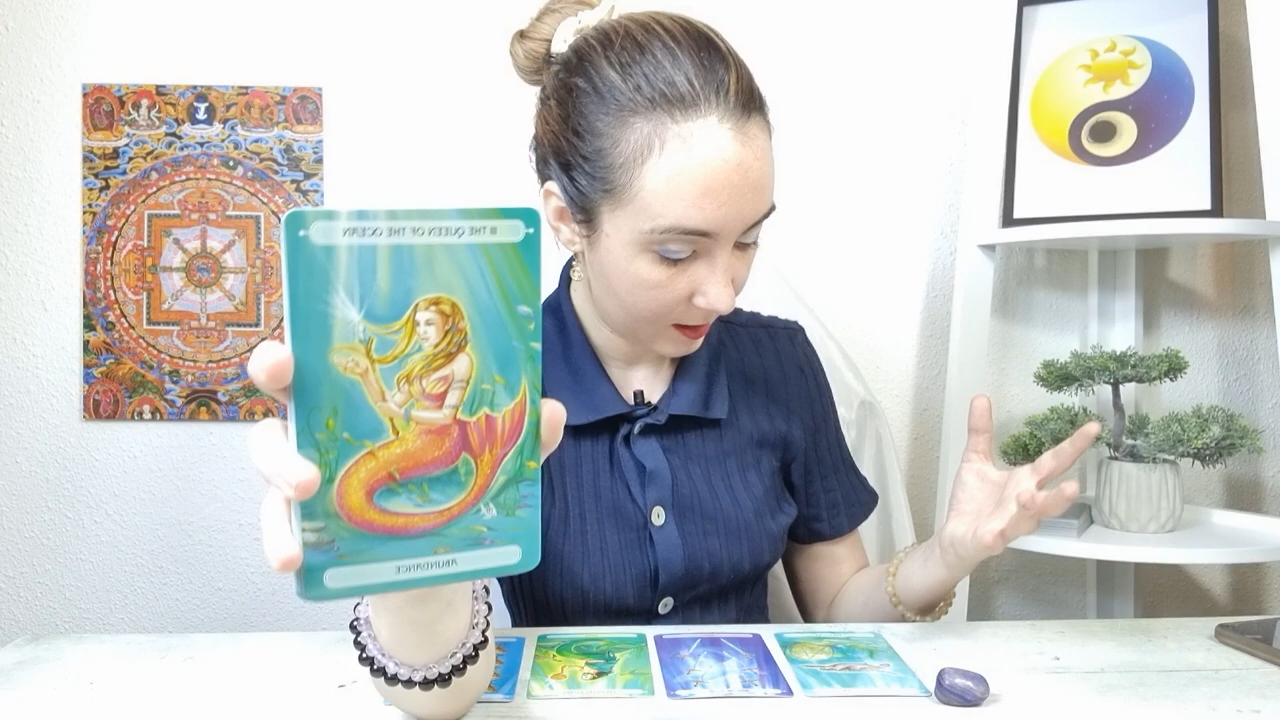 III THE QUEEN OF THE OCEAN
ABUNDANCE